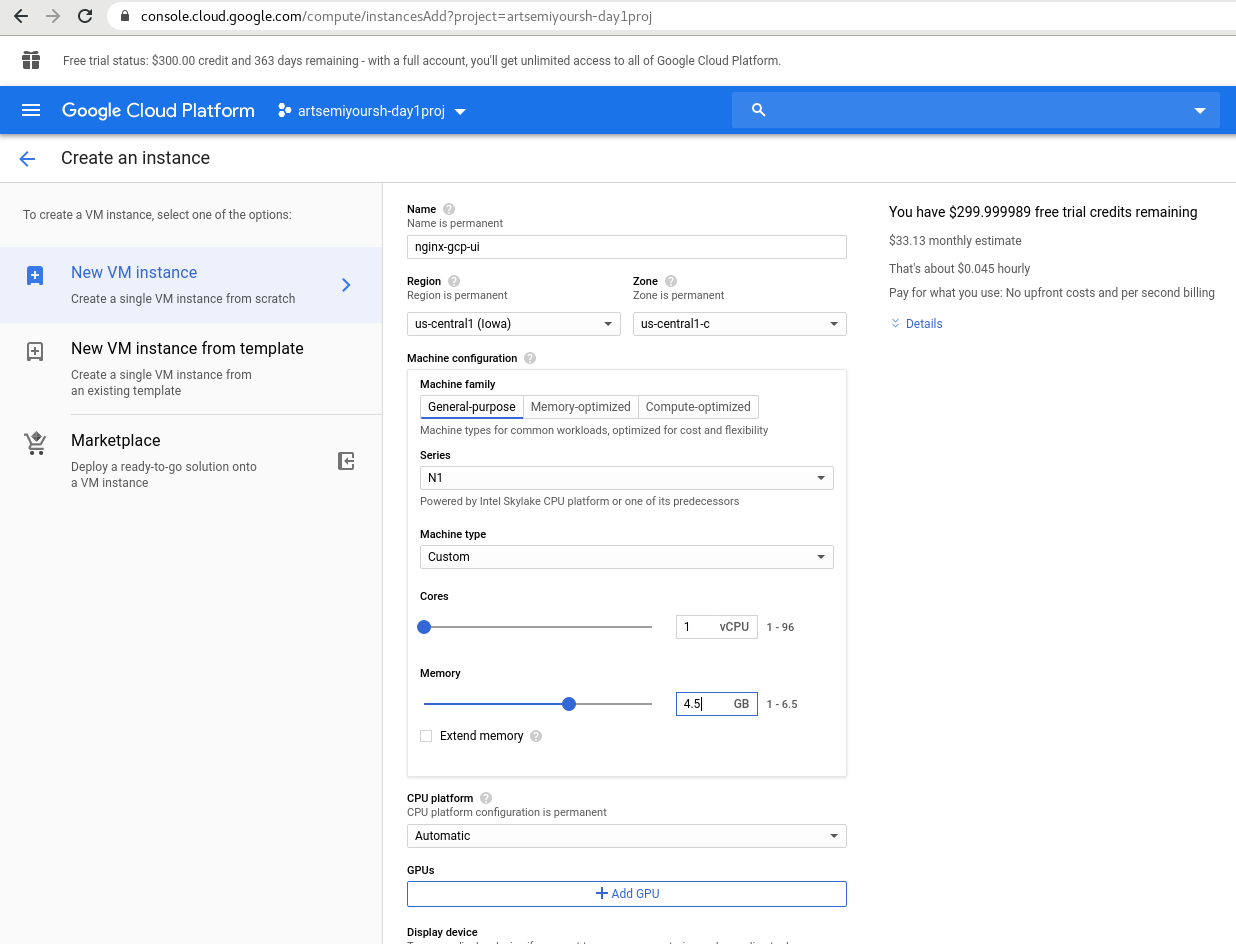 console.cloud.google.com/compute/instancesAdd?project=artsemiyoursh-day1proj
Free trial status: $300.00 credit and 363 days remaining - with a full account, you'll get unlimited access to all of Google Cloud Platform.
Google Cloud Platform
artsemiyoursh-day1proj
Create an instance
To create a VM instance, select one of the options:
New VM instance
Create a single VM instance from scratch
New VM instance from template
Create a single VM instance from
an existing template
Marketplace
Deploy a ready-to-go solution onto
a VM instance
Name ?
Name is permanent
nginx-gcp-ui
Region ?
Region is permanent
us-central1 (Iowa)
Zone ?
Zone is permanent
us-central1-c
Machine configuration ?
Machine family
General-purpose Memory-optimized Compute-optimized
Machine types for common workloads, optimized for cost and flexibility
Series
N1
Powered by Intel Skylake CPU platform or one of its predecessors
Machine type
Custom
Cores
1 vCPU 1 - 96
Memory
4.5 GB 1 - 6.5
Extend memory ?
CPU platform ?
CPU platform configuration is permanent
Automatic
GPUs
+ Add GPU
Display device
You have $299.999989 free trial credits remaining
$33.13 monthly estimate
That's about $0.045 hourly
Pay for what you use: No upfront costs and per second billing
Details